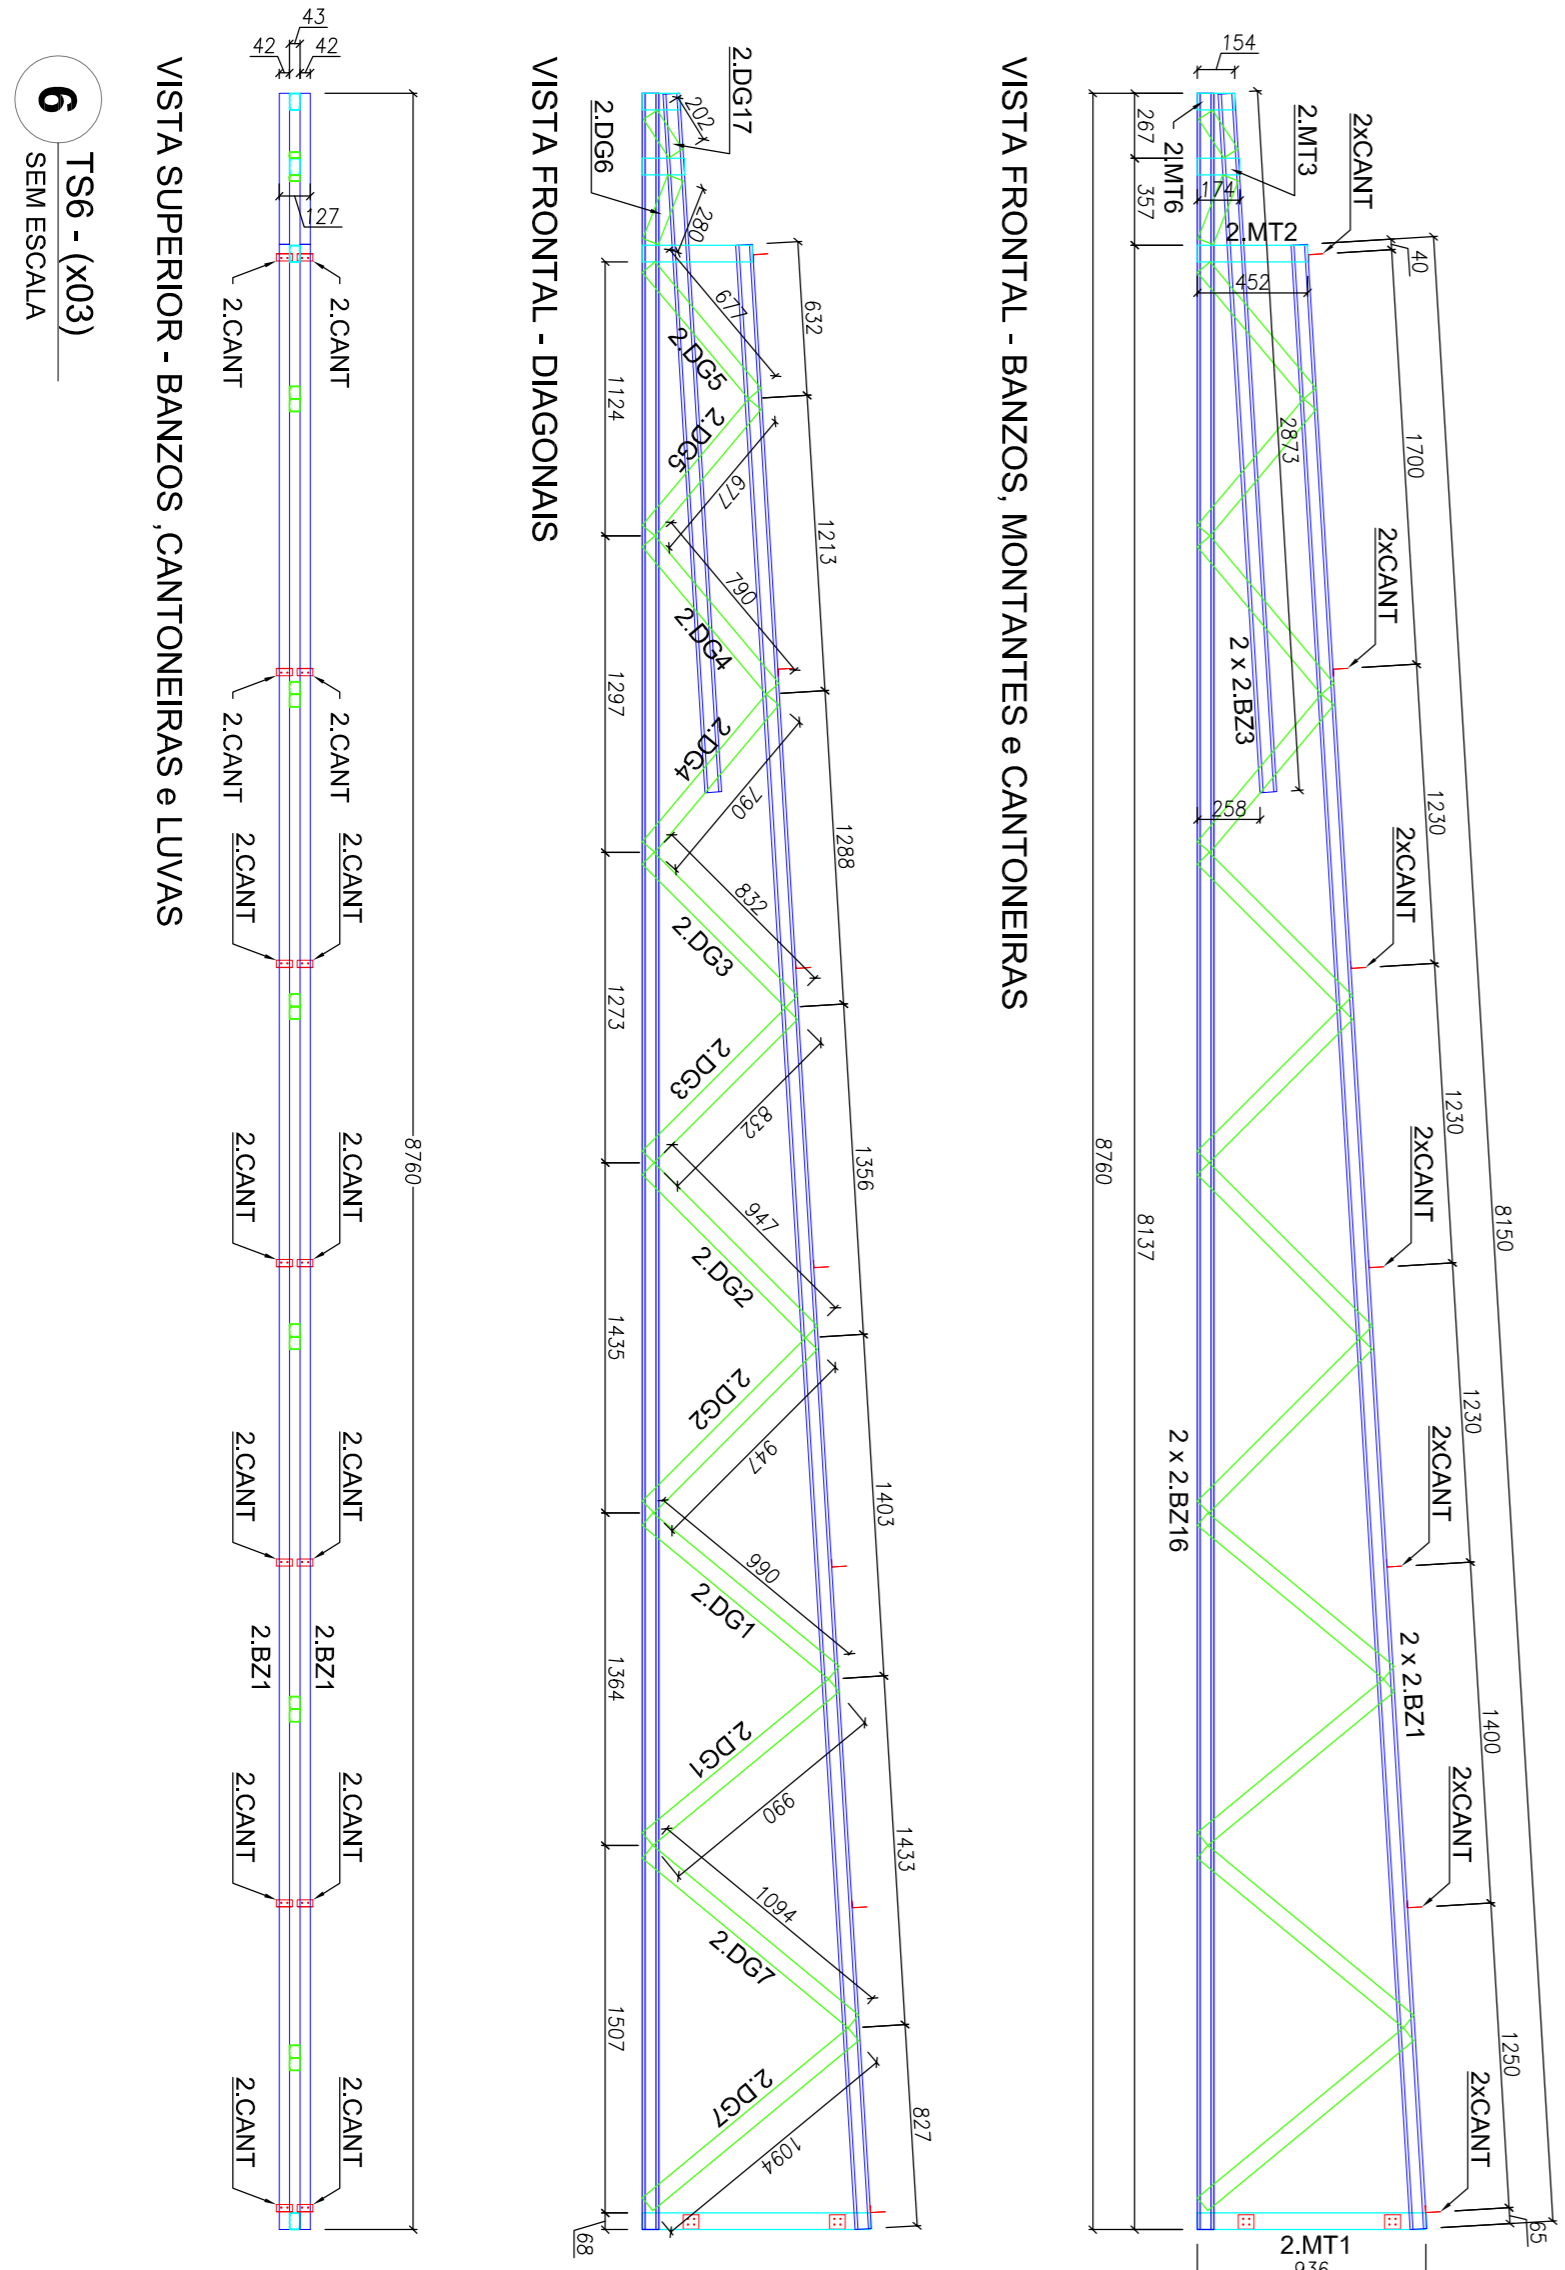 VISTA FRONTAL - BANZOS, MONTANTES e CANTONEIRAS
154
267
357
8137
8760
8150
40
1700
1230
1230
1230
1400
1250
65
2xCANT
2xCANT
2xCANT
2xCANT
2xCANT
2xCANT
2xCANT
2.MT3
2.MT6
174
2.MT2
452
2873
2 x 2.BZ3
258
2 x 2.BZ16
2 x 2.BZ1
2.MT1
936
VISTA FRONTAL - DIAGONAIS
2.DG17
202
2.DG6
280
632
1213
1288
1356
1403
1433
827
677
2.DG5
2.DG5
677
790
2.DG4
2.DG4
790
832
2.DG3
2.DG3
832
947
2.DG2
2.DG2
947
990
2.DG1
2.DG1
990
1094
2.DG7
2.DG7
1094
1124
1297
1273
1435
1364
1507
68
VISTA SUPERIOR - BANZOS ,CANTONEIRAS e LUVAS
43
42
42
127
8760
2.CANT
2.CANT
2.CANT
2.CANT
2.CANT
2.CANT
2.CANT
2.CANT
2.CANT
2.CANT
2.BZ1
2.BZ1
2.CANT
2.CANT
2.CANT
2.CANT
6
TS6 - (x03)
SEM ESCALA